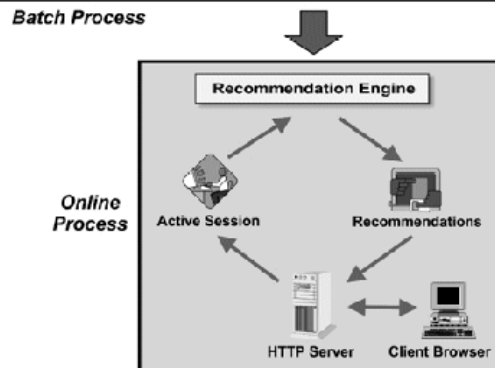 Batch Process
Recommendation Engine
Online
Process
Active Session
Recommendations
HTTP Server
Client Browser